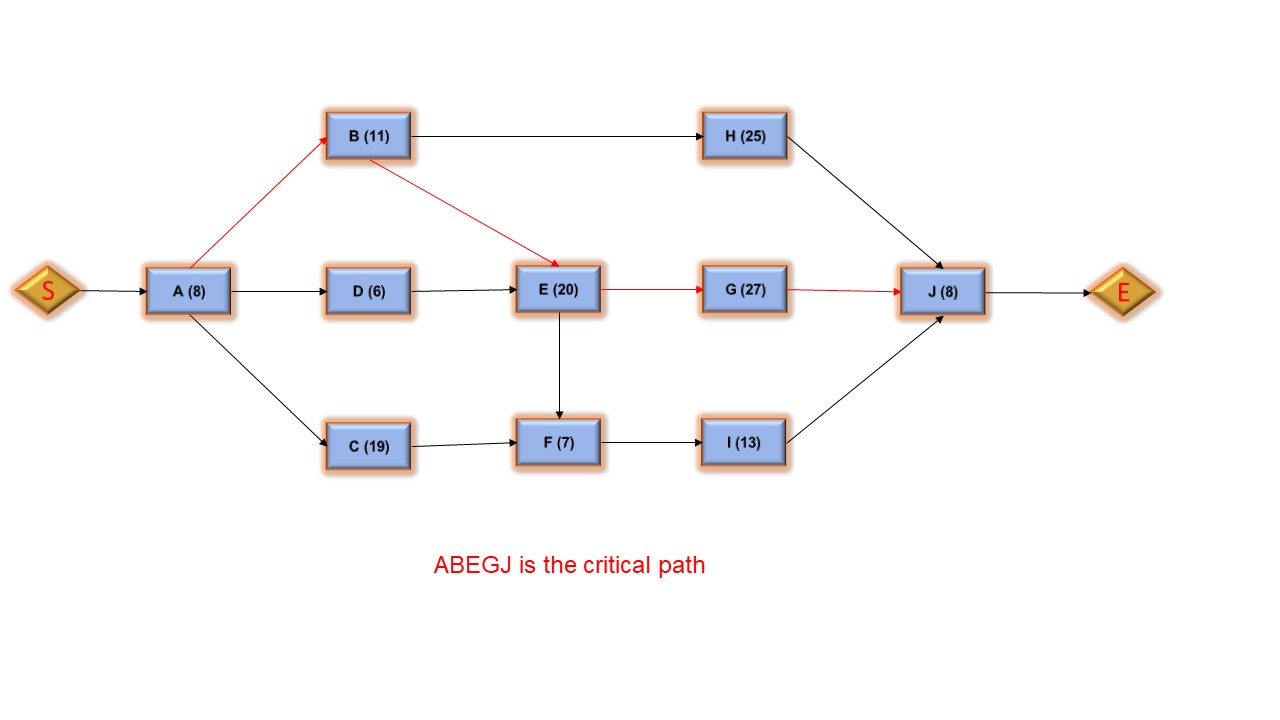 B (11)
H (25)
S
A (8)
D (6)
E (20)
G (27)
J (8)
E
C (19)
F (7)
I (13)
ABEGJ is the critical path